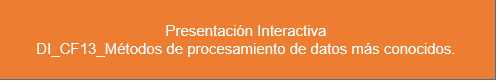 Presentación Interactiva
DI_CF13_Métodos de procesamiento de datos más conocidos.